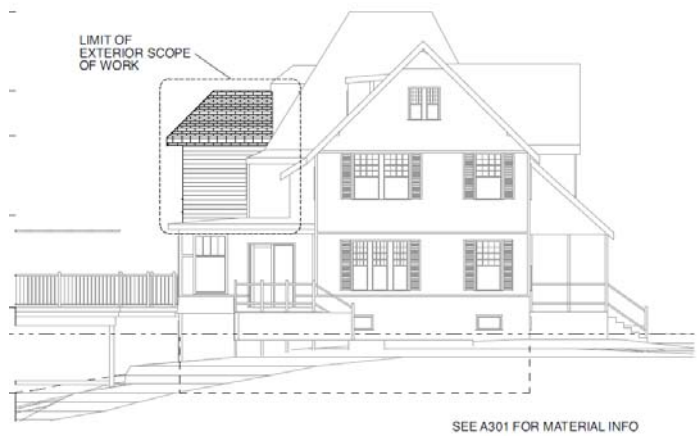 LIMIT OF
EXTERIOR SCOPE
OF WORK
SEE A301 FOR MATERIAL INFO